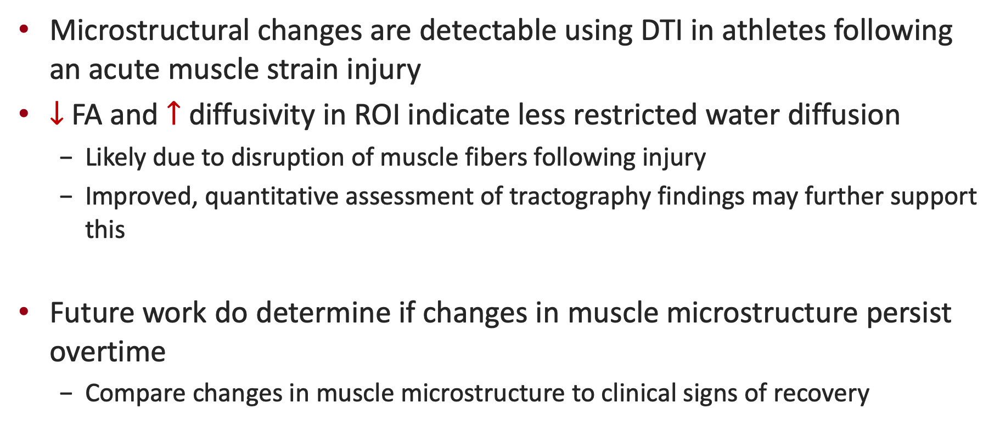 • Microstructural changes are detectable using DTI in athletes following
an acute muscle strain injury
• ↓ FA and ↑ diffusivity in ROI indicate less restricted water diffusion
– Likely due to disruption of muscle fibers following injury
– Improved, quantitative assessment of tractography findings may further support
this
• Future work do determine if changes in muscle microstructure persist
overtime
– Compare changes in muscle microstructure to clinical signs of recovery